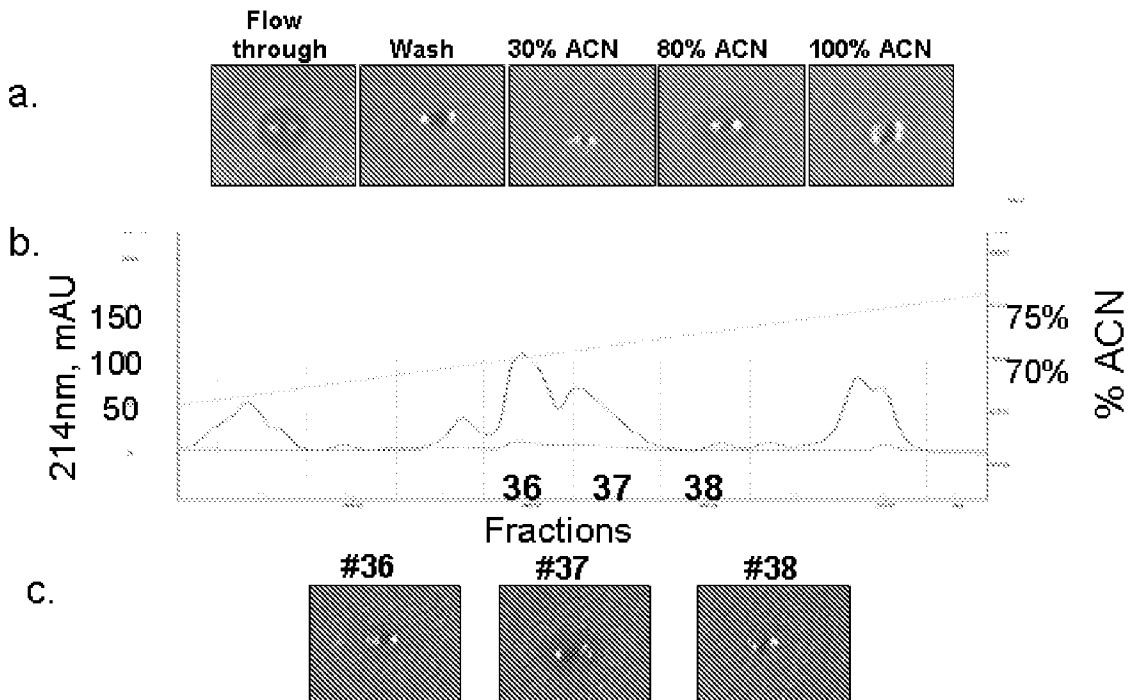 Flow
through
Wash
30% ACN
80% ACN
100% ACN
a.
b.
214nm, mAU
150
100
50
75%
70%
% ACN
36
37
38
Fractions
#36
#37
#38
c.